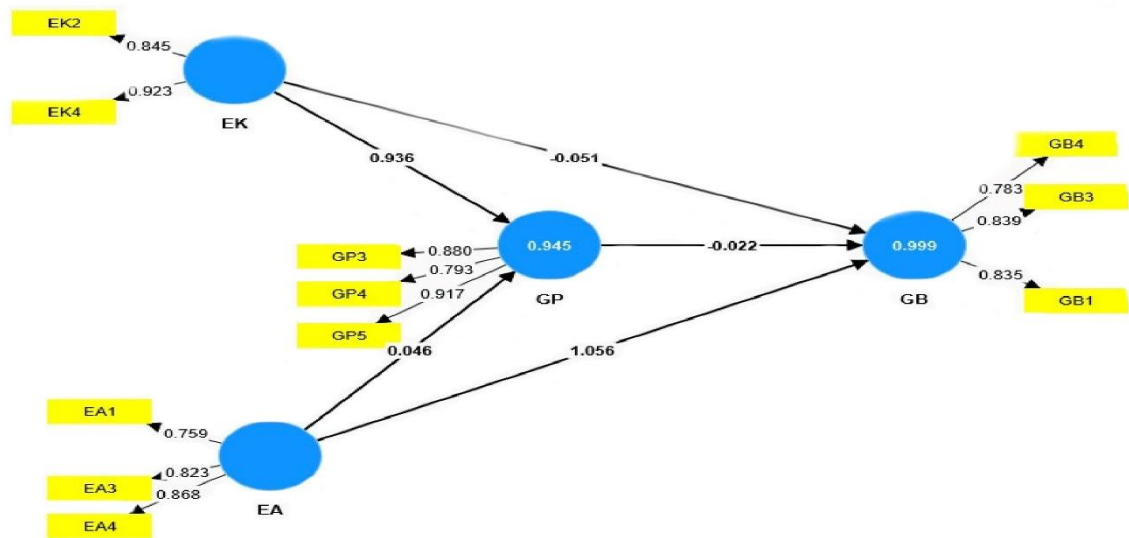 EK2
0.845
EK4
0.923
EK
0.936
-0.051
GB4
0.783
GB3
0.839
GB1
0.835
0.999
GB
GP3
0.880
GP4
0.793
GP5
0.917
0.945
GP
-0.022
0.046
1.056
EA1
0.759
EA3
0.823
EA4
0.868
EA